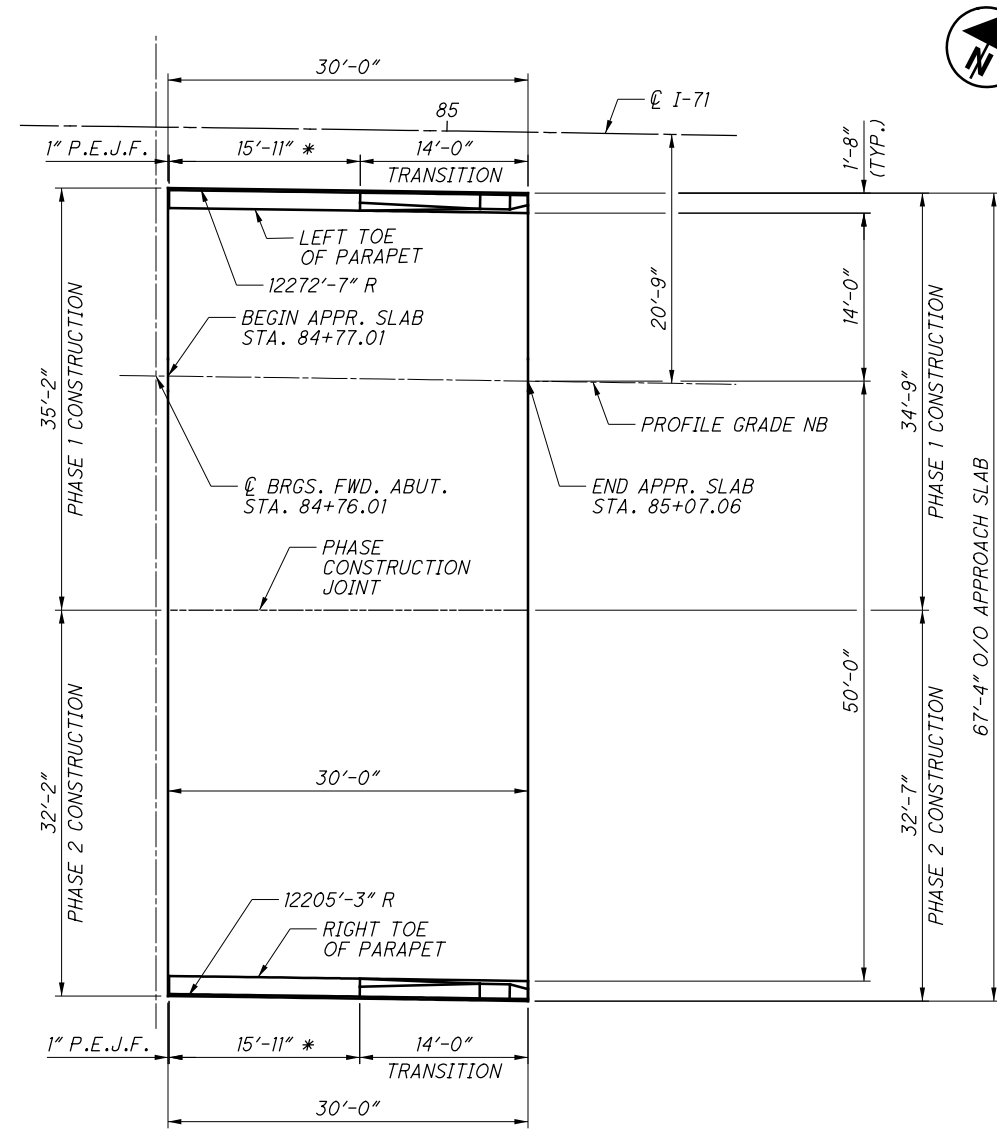 N
30'-0"
℄ I-71
85
1" P.E.J.F.
15'-11" *
14'-0"
TRANSITION
1'-8"
(TYP.)
LEFT TOE
OF PARAPET
12272'-7" R
BEGIN APPR. SLAB
STA. 84+77.01
20'-9"
14'-0"
35'-2"
PHASE 1 CONSTRUCTION
34'-9"
PHASE 1 CONSTRUCTION
PROFILE GRADE NB
℄ BRGS. FWD. ABUT.
STA. 84+76.01
END APPR. SLAB
STA. 85+07.06
PHASE
CONSTRUCTION
JOINT
67'-4" O/O APPROACH SLAB
50'-0"
32'-2"
PHASE 2 CONSTRUCTION
30'-0"
32'-7"
PHASE 2 CONSTRUCTION
12205'-3" R
RIGHT TOE
OF PARAPET
1" P.E.J.F.
15'-11" *
14'-0"
TRANSITION
30'-0"